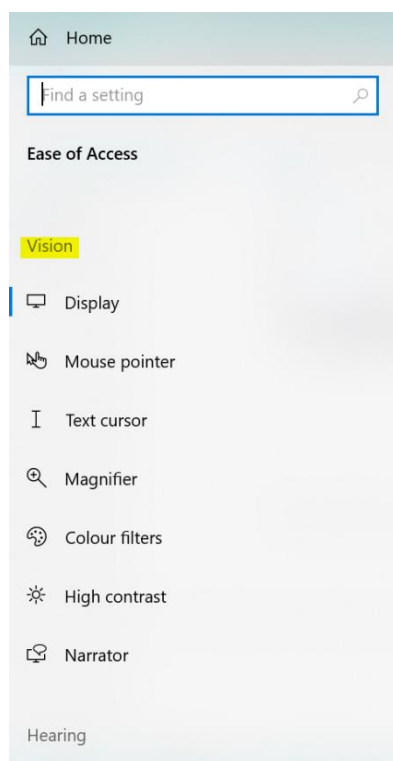 Home
Find a setting
Ease of Access
Vision
Display
Mouse pointer
Text cursor
Magnifier
Colour filters
High contrast
Narrator
Hearing